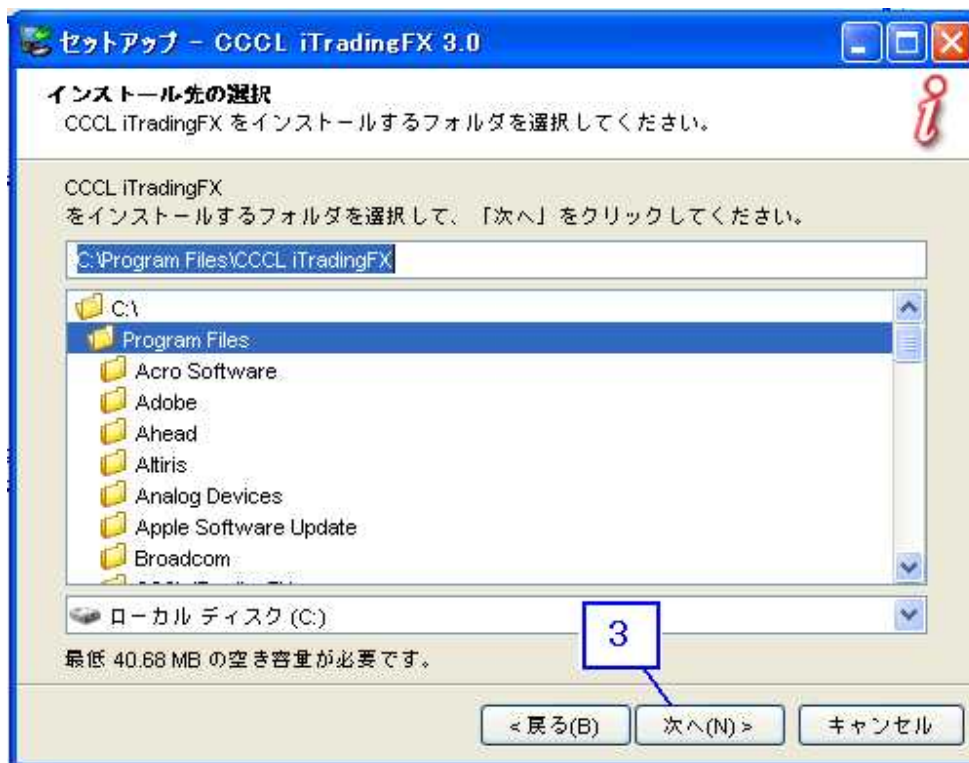 セットアップ - CCCL iTradingFX 3.0
インストール先の選択
CCCL iTradingFX をインストールするフォルダを選択してください。
CCCL iTradingFX
をインストールするフォルダを選択して、「次へ」をクリックしてください。
C:\Program Files\CCCL iTradingFX
C:\
Program Files
Acro Software
Adobe
Ahead
Altiris
Analog Devices
Apple Software Update
Broadcom
ローカル ディスク (C:)
最低 40.68 MB の空き容量が必要です。
3
< 戻る(B)
次へ(N) >
キャンセル